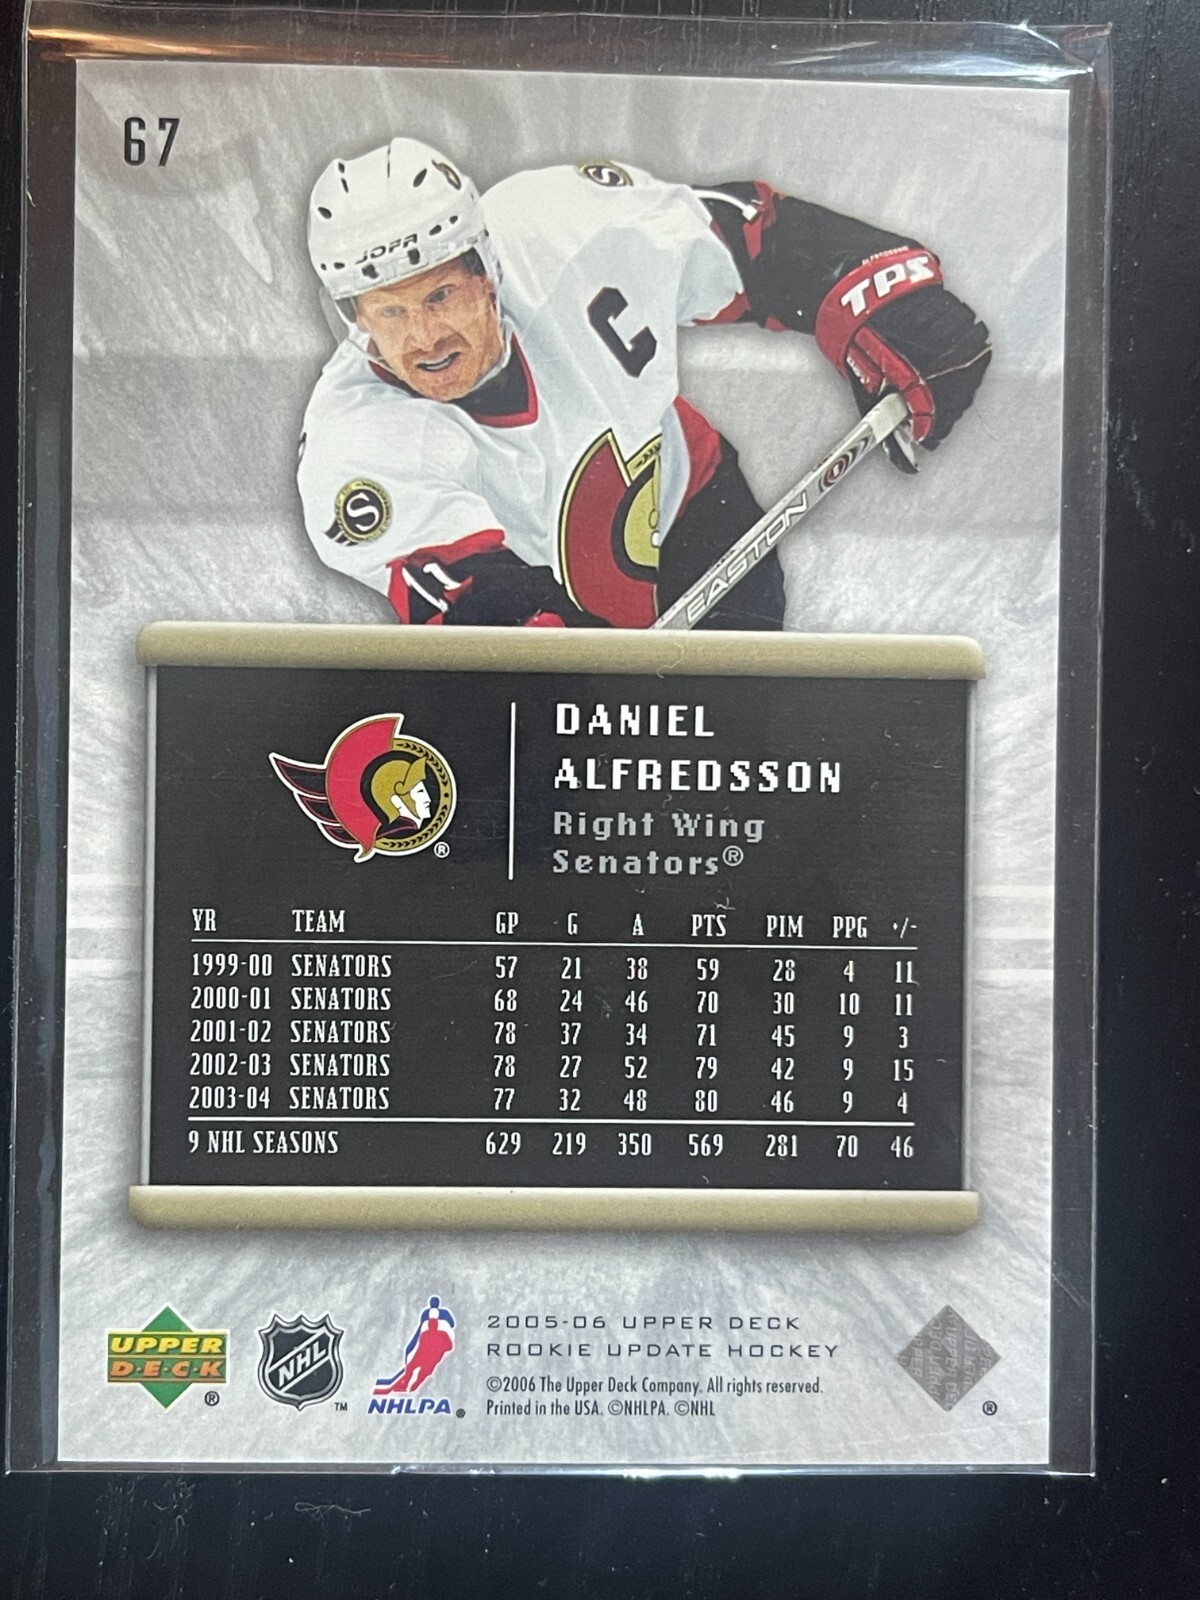 67
JOFA
S
C
ALFREDSSON
TPS
S
11
EASTON
DANIEL
ALFREDSSON
Right Wing
Senators®
®
YR TEAM GP G A PTS PIM PPG +/-
1999-00 SENATORS 57 21 38 59 28 4 11
2000-01 SENATORS 68 24 46 70 30 10 11
2001-02 SENATORS 78 37 34 71 45 9 3
2002-03 SENATORS 78 27 52 79 42 9 15
2003-04 SENATORS 77 32 48 80 46 9 4
9 NHL SEASONS 629 219 350 569 281 70 46
UPPER
D·E·C·K
®
NHL
TM
NHLPA®
2005-06 UPPER DECK
ROOKIE UPDATE HOCKEY
©2006 The Upper Deck Company. All rights reserved.
Printed in the USA. ©NHLPA. ©NHL
®